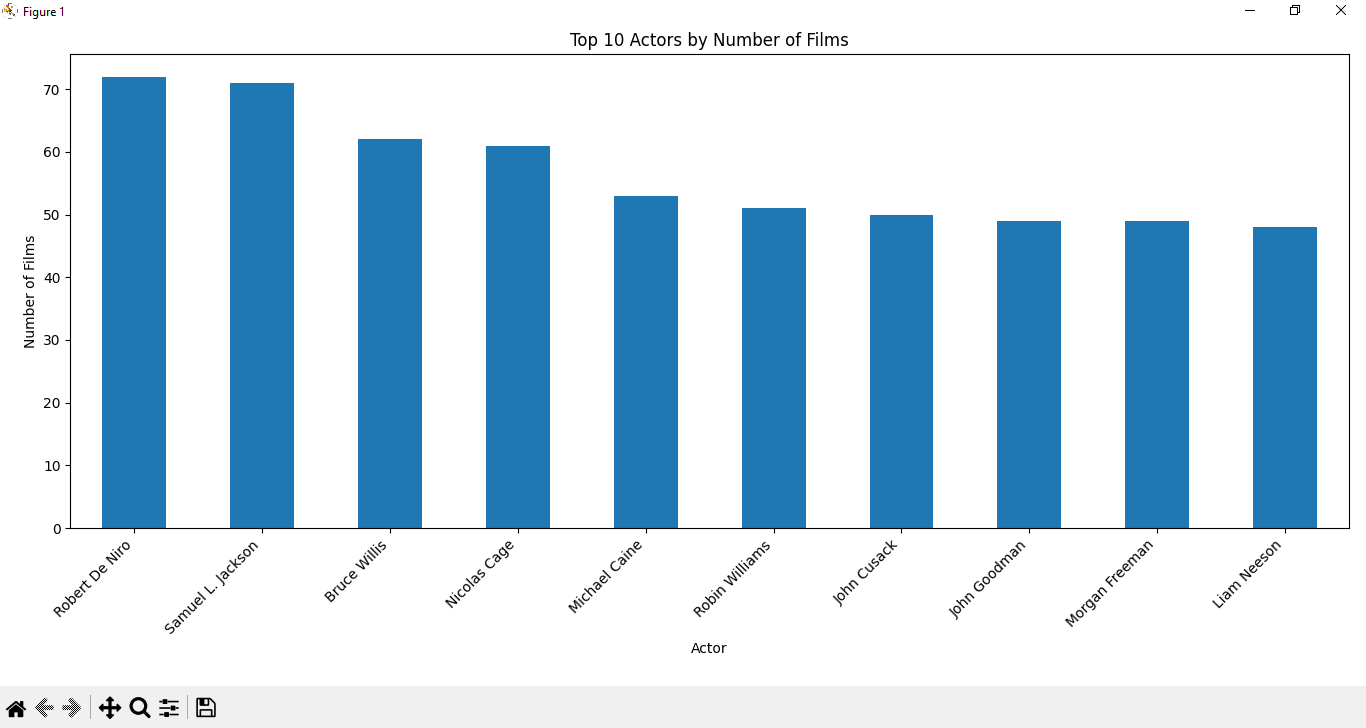 Figure 1
Top 10 Actors by Number of Films
Number of Films
70
60
50
40
30
20
10
0
Robert De Niro
Samuel L. Jackson
Bruce Willis
Nicolas Cage
Michael Caine
Robin Williams
John Cusack
John Goodman
Morgan Freeman
Liam Neeson
Actor